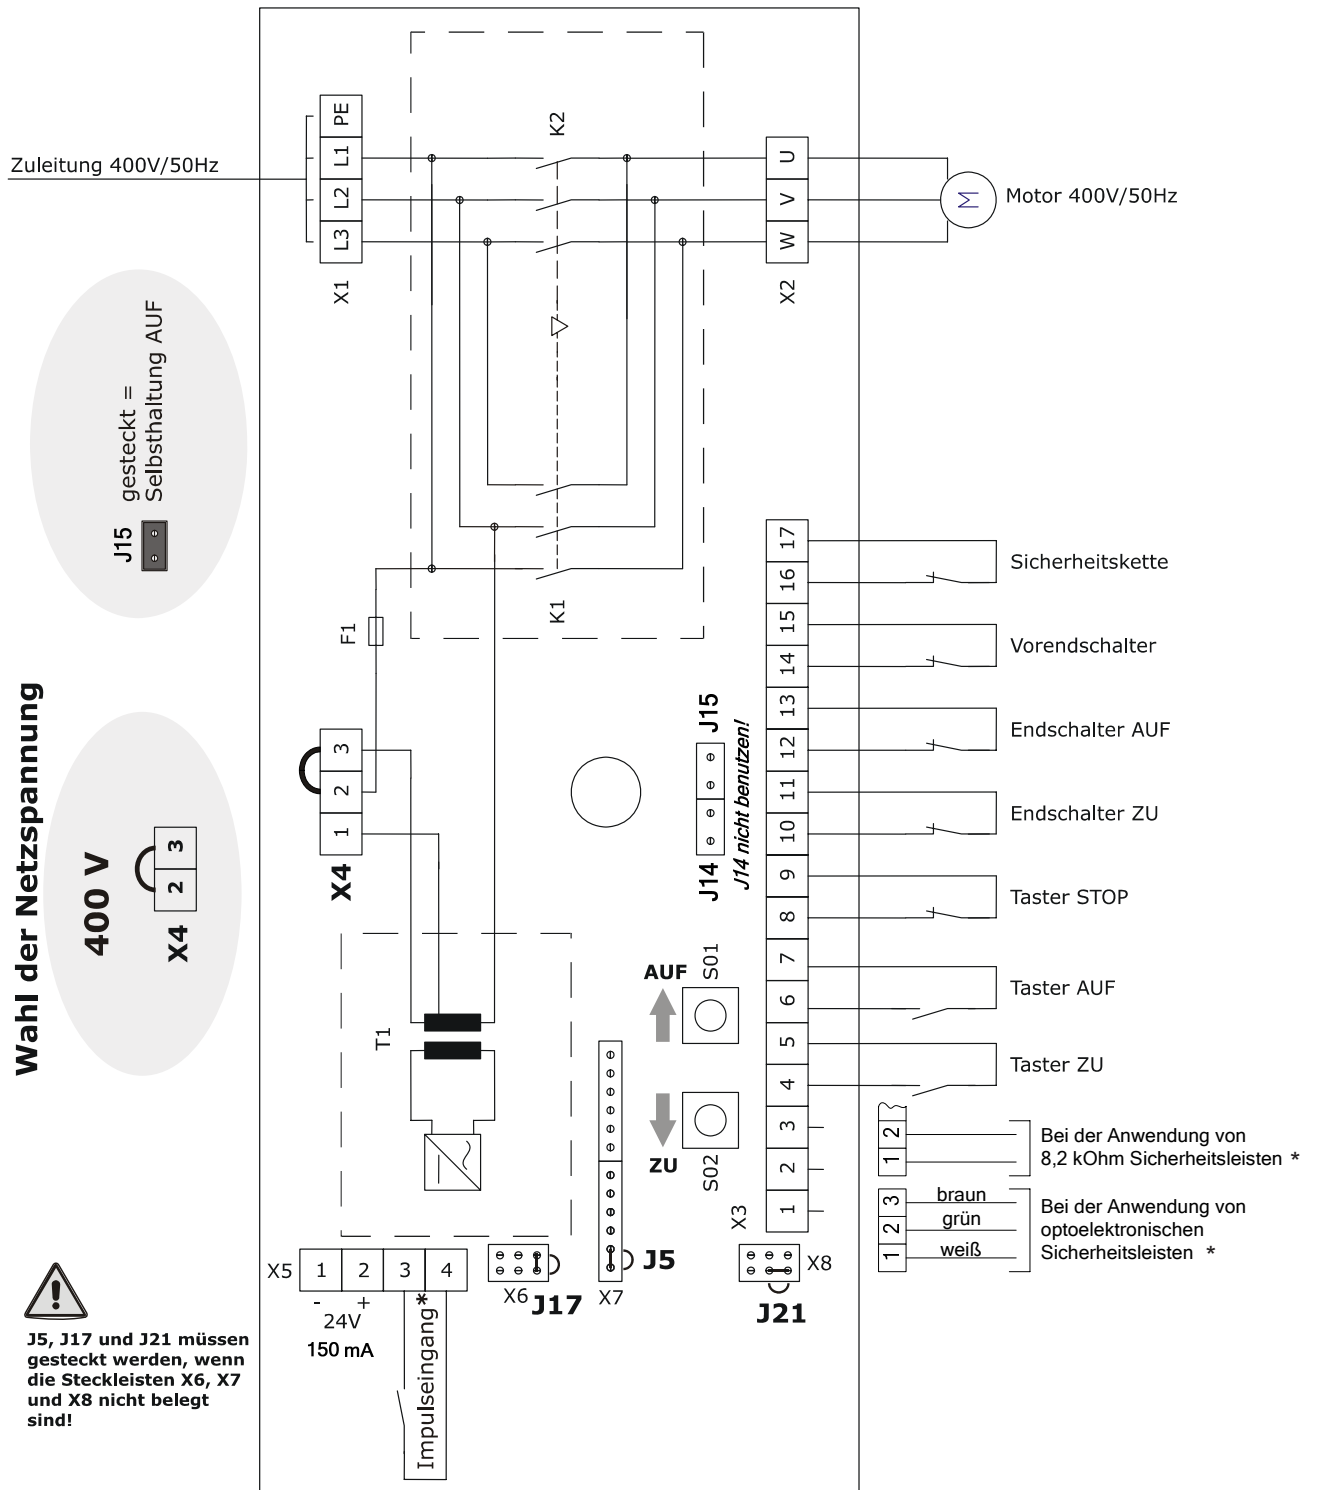 K2
PE
L1
L2
L3
X1
Zuleitung 400V/50Hz
U
V
W
X2
M
Motor 400V/50Hz
J15
gesteckt =
Selbsthaltung AUF
K1
F1
Wahl der Netzspannung
400 V
X4
2
3
3
2
1
X4
J15
J14
J14 nicht benutzen!
17
16
15
14
13
12
11
10
9
8
7
6
5
4
3
2
1
X3
Sicherheitskette
Vorendschalter
Endschalter AUF
Endschalter ZU
Taster STOP
Taster AUF
Taster ZU
2
1
Bei der Anwendung von
8,2 kOhm Sicherheitsleisten *
3
2
1
braun
grün
weiß
Bei der Anwendung von
optoelektronischen
Sicherheitsleisten *
AUF
S01
ZU
S02
T1
X5
1
2
3
4
-
+
24V
150 mA
Impulseingang*
X6
J17
X7
J5
X8
J21
J5, J17 und J21 müssen
gesteckt werden, wenn
die Steckleisten X6, X7
und X8 nicht belegt
sind!